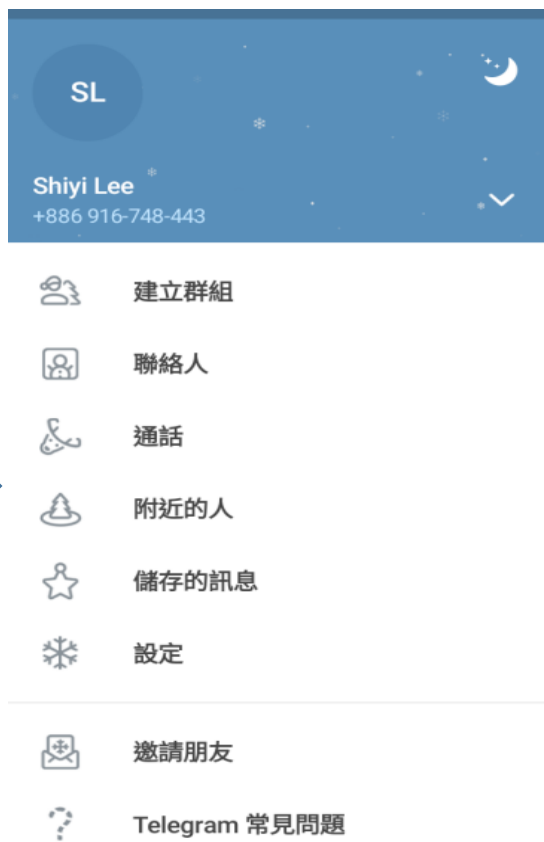 SL
Shiyi Lee
+886 916-748-443
建立群組
聯絡人
通話
附近的人
儲存的訊息
設定
邀請朋友
Telegram 常見問題